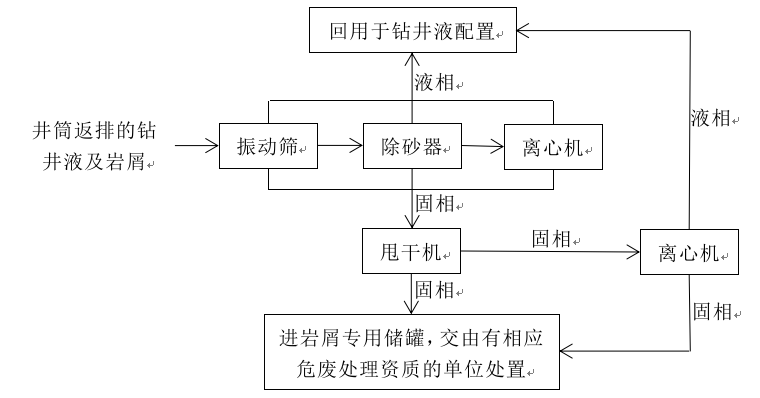 回用于钻井液配置
液相
井筒返排的钻
井液及岩屑
振动筛
除砂器
离心机
液相
固相
甩干机
固相
离心机
固相
固相
进岩屑专用储罐，交由有相应
危废处理资质的单位处置